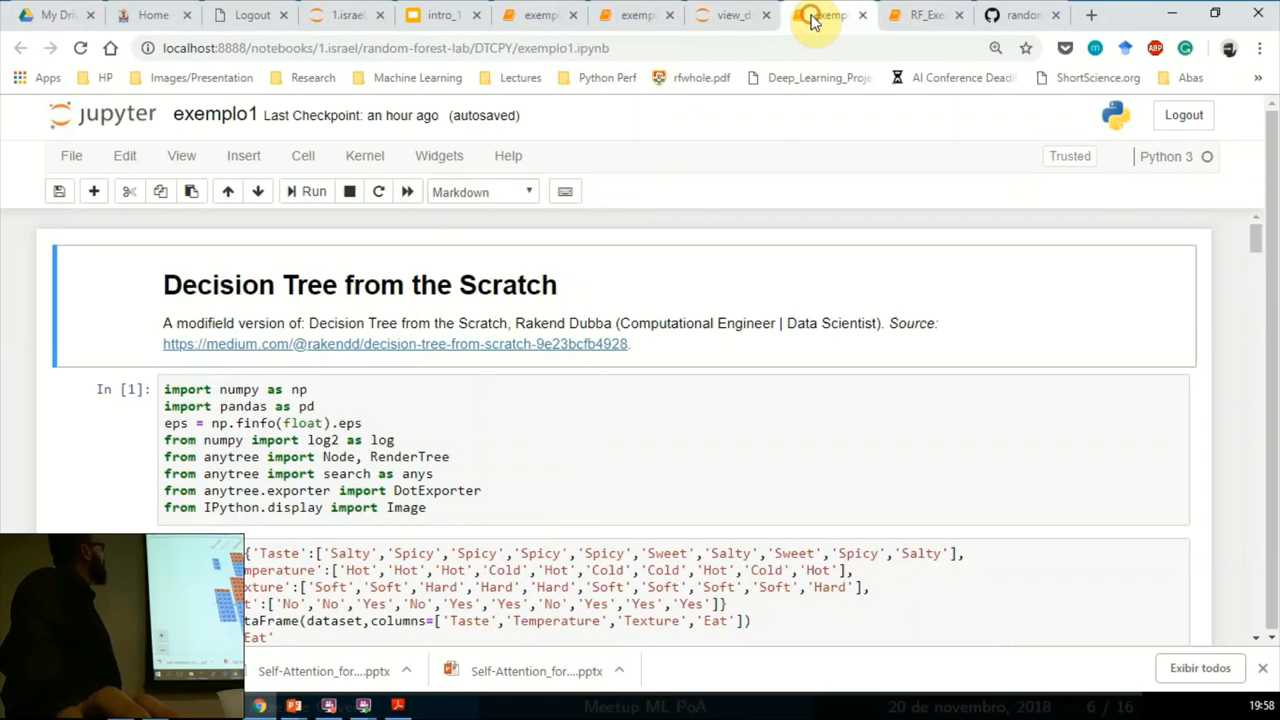 My Dri
Home
Logout
1.israel
intro_1
exempl
exempl
view_d
exempl
RF_Exe
random
localhost:8888/notebooks/1.israel/random-forest-lab/DTCPY/exemplo1.ipynb
Apps
HP
Images/Presentation
Research
Machine Learning
Lectures
Python Perf
rfwhole.pdf
Deep_Learning_Proje
AI Conference Deadli
ShortScience.org
Abas
»
jupyter exemplo1 Last Checkpoint: an hour ago (autosaved)
Logout
File Edit View Insert Cell Kernel Widgets Help
Trusted
Python 3
Run
Markdown
Decision Tree from the Scratch
A modifield version of: Decision Tree from the Scratch, Rakend Dubba (Computational Engineer | Data Scientist). Source:
https://medium.com/@rakendd/decision-tree-from-scratch-9e23bcfb4928.
In [1]:
import numpy as np
import pandas as pd
eps = np.finfo(float).eps
from numpy import log2 as log
from anytree import Node, RenderTree
from anytree import search as anys
from anytree.exporter import DotExporter
from IPython.display import Image
{'Taste':['Salty','Spicy','Spicy','Spicy','Spicy','Sweet','Salty','Sweet','Spicy','Salty'],
mperature':['Hot','Hot','Hot','Cold','Hot','Cold','Cold','Hot','Cold','Hot'],
xture':['Soft','Soft','Hard','Hard','Hard','Soft','Soft','Soft','Soft','Hard'],
t':['No','No','Yes','No','Yes','Yes','No','Yes','Yes','Yes']}
taFrame(dataset,columns=['Taste','Temperature','Texture','Eat'])
Eat'
Self-Attention_for....pptx
Self-Attention_for....pptx
Exibir todos
Meetup ML PoA
20 de novembro, 2018
6 / 16
19:58